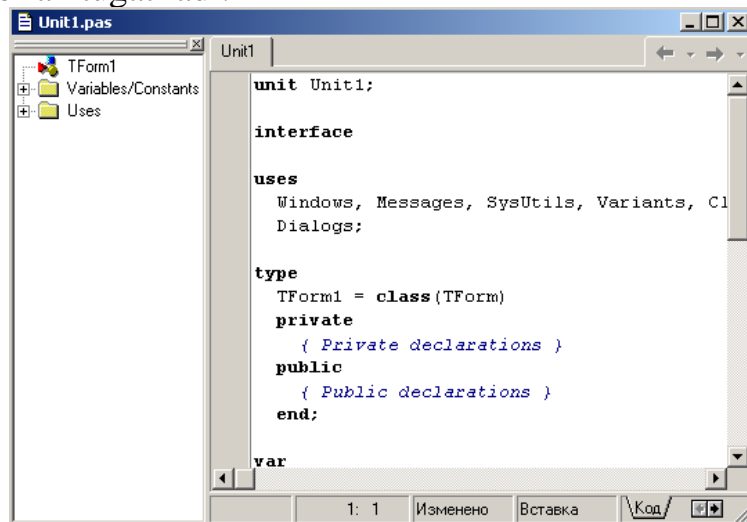 Unit1.pas
TForm1
Variables/Constants
Uses
Unit1
unit Unit1;
interface
uses
Windows, Messages, SysUtils, Variants, Cl
Dialogs;
type
TForm1 = class(TForm)
private
{ Private declarations }
public
{ Public declarations }
end;
var
1: 1 Изменено Вставка \Код/